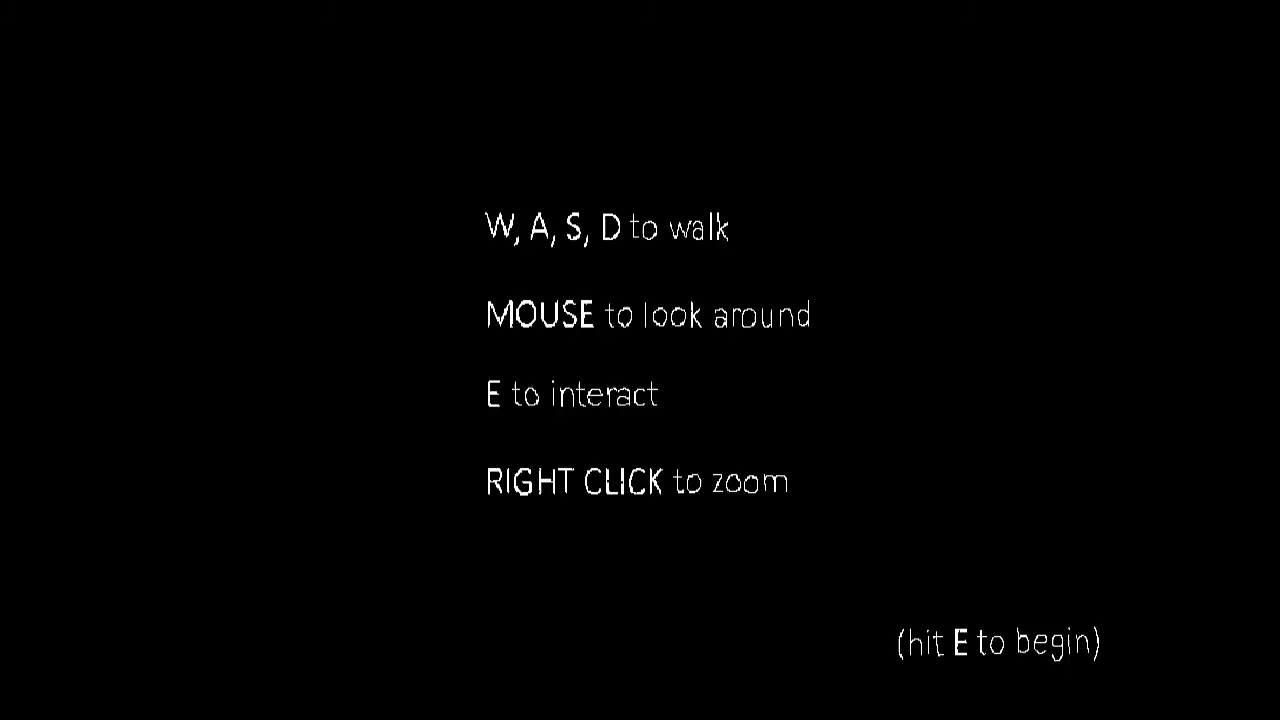 W, A, S, D to walk
MOUSE to look around
E to interact
RIGHT CLICK to zoom
(hit E to begin)